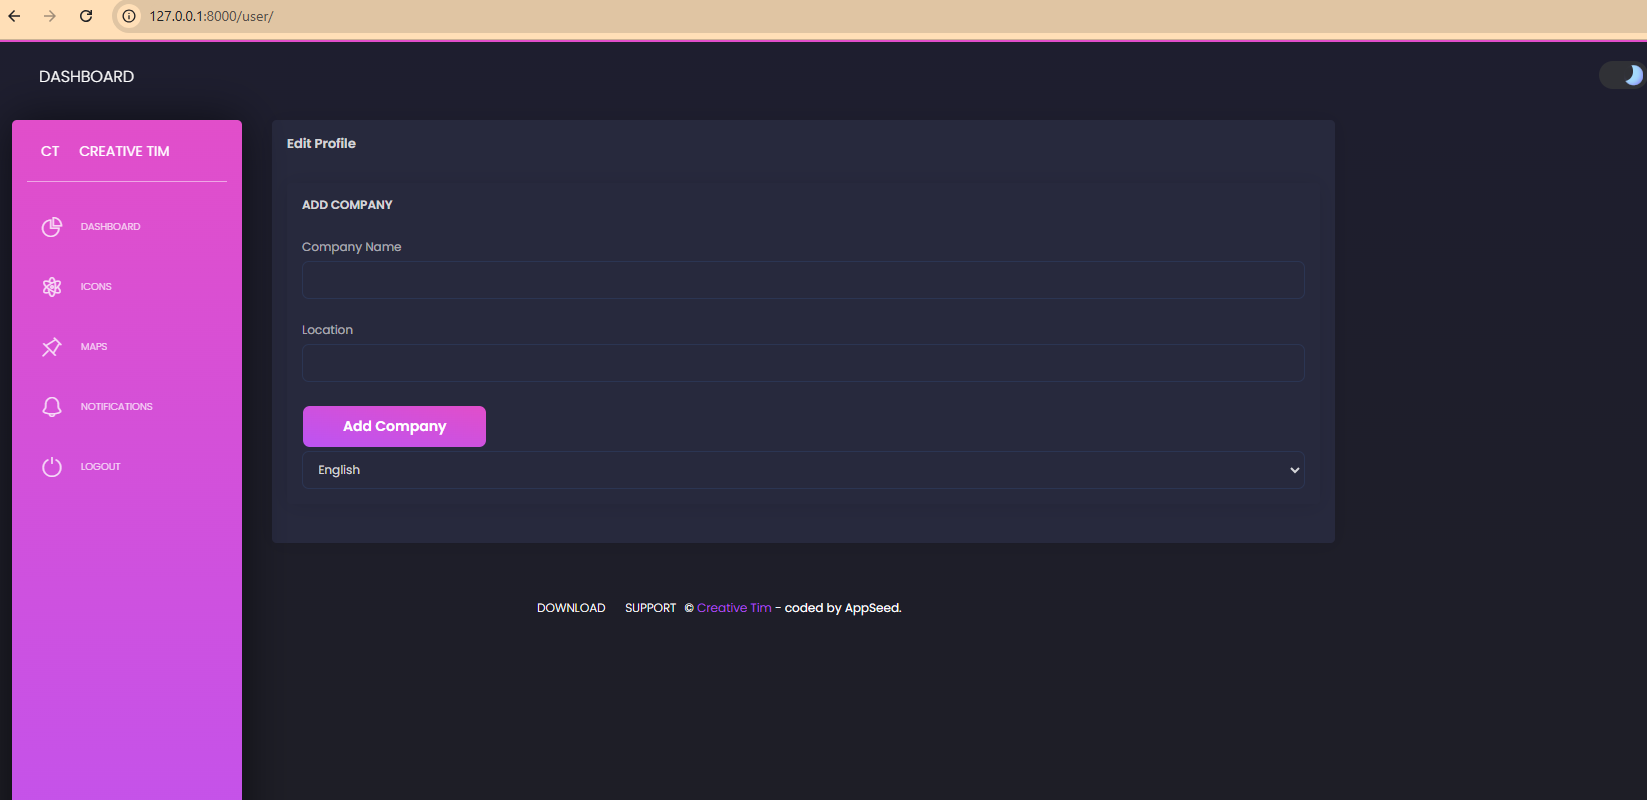 127.0.0.1:8000/user/
DASHBOARD
CT CREATIVE TIM
DASHBOARD
ICONS
MAPS
NOTIFICATIONS
LOGOUT
Edit Profile
ADD COMPANY
Company Name
Location
Add Company
English
DOWNLOAD SUPPORT © Creative Tim - coded by AppSeed.